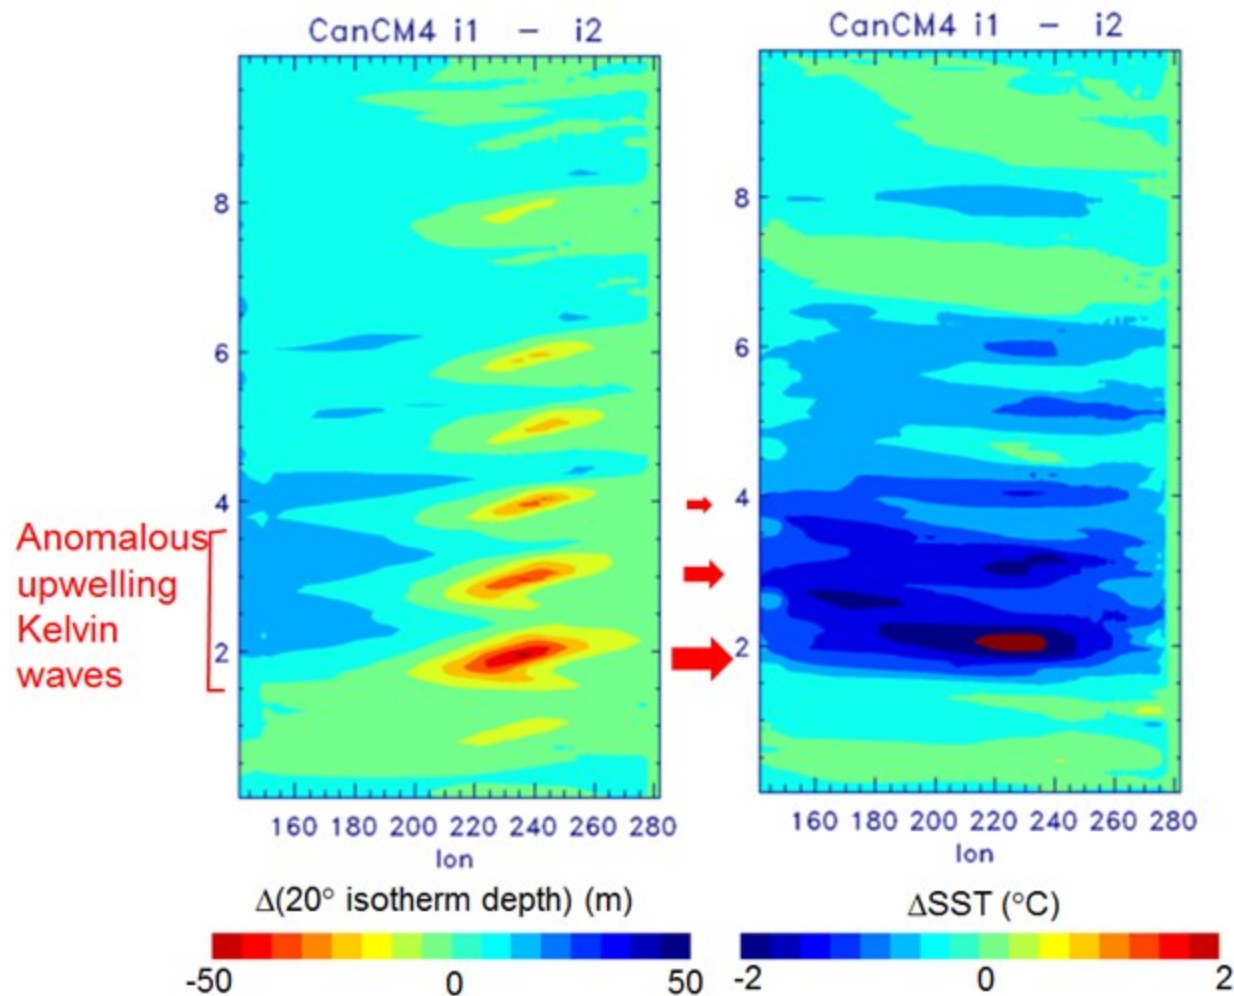 CanCM4 i1 – i2
CanCM4 i1 – i2
8
6
4
2
8
6
4
2
Anomalous
upwelling
Kelvin
waves
160 180 200 220 240 260 280
lon
160 180 200 220 240 260 280
lon
Δ(20° isotherm depth) (m)
-50 0 50
ΔSST (°C)
-2 0 2